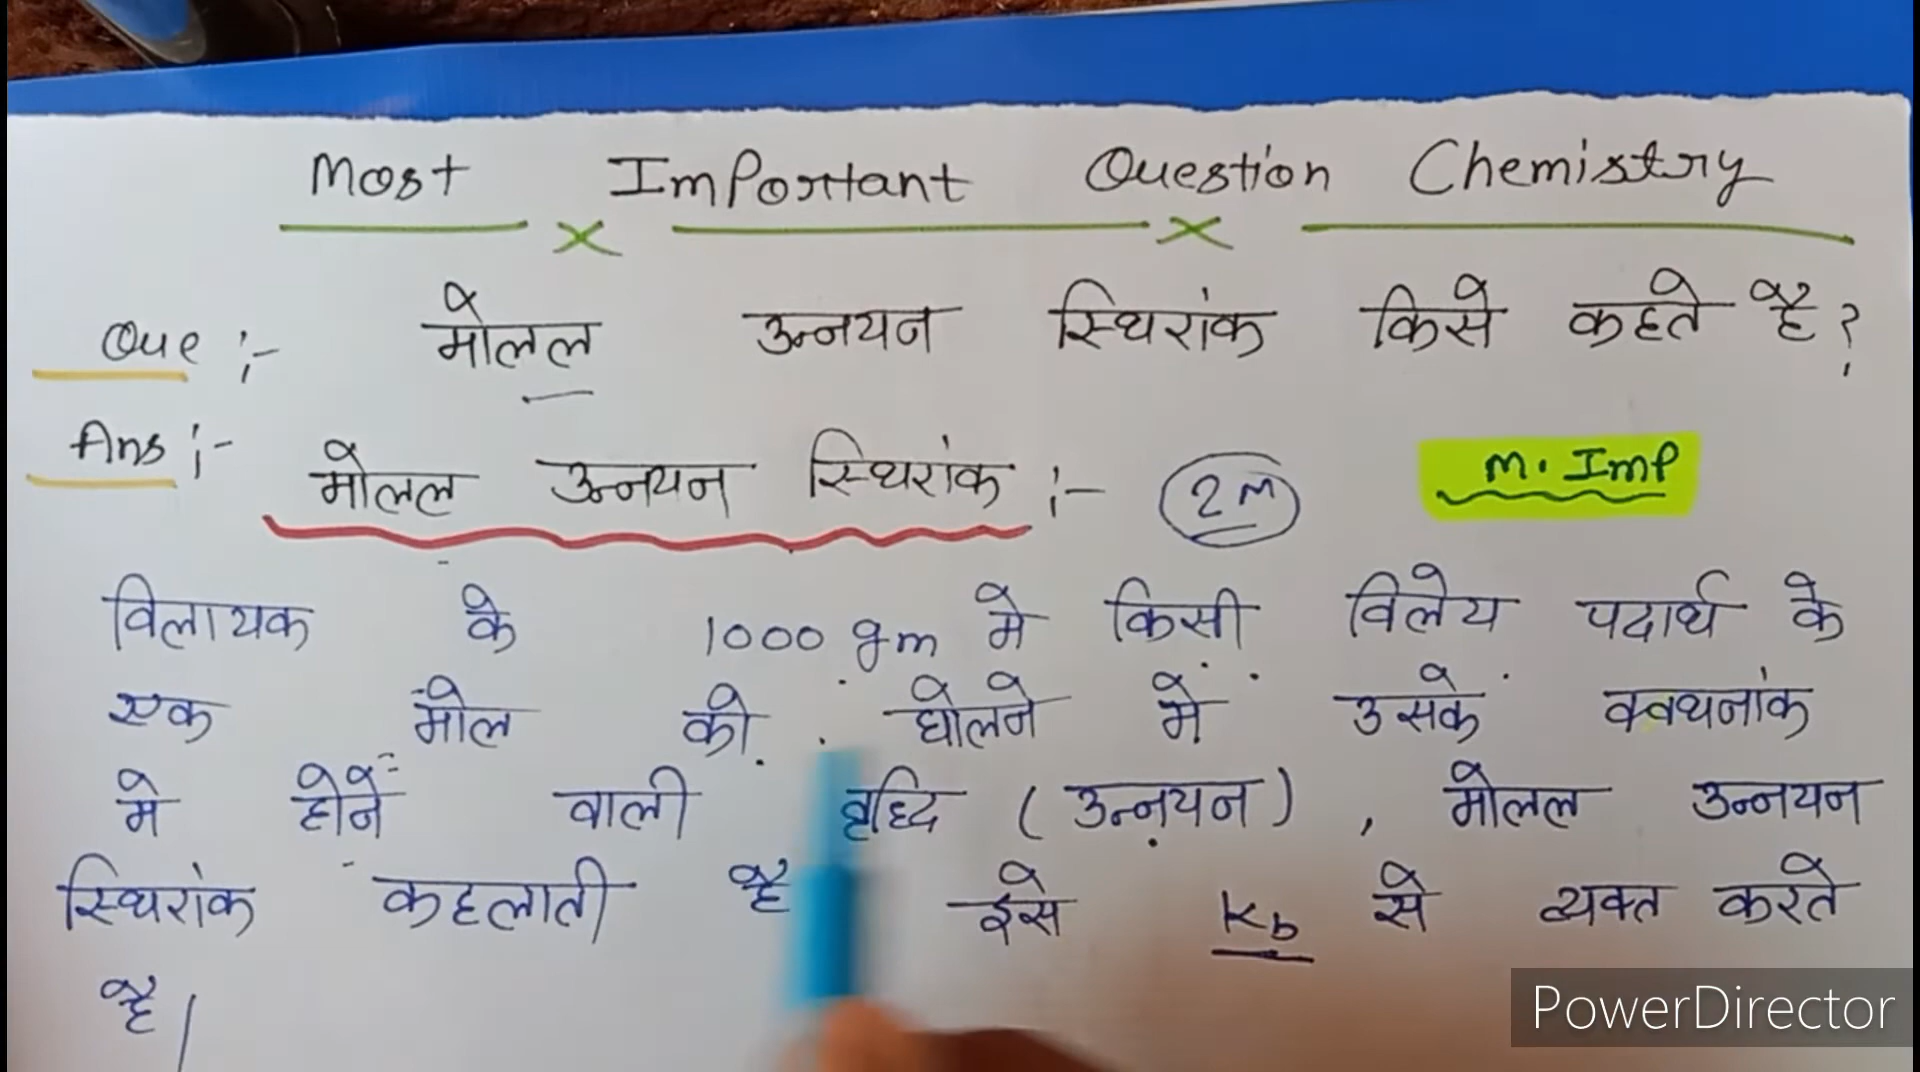 Most Important Question Chemistry
Que :- मोलल उन्नयन स्थिरांक किसे कहते है?
Ans :- मोलल उन्नयन स्थिरांक :- 2M M. Imp
विलायक के 1000 gm मे किसी विलेय पदार्थ के
एक मोल को घोलने में उसके क्वथनांक
मे होने वाली वृद्धि (उन्नयन), मोलल उन्नयन
स्थिरांक कहलाती है इसे Kb से व्यक्त करते
है।
PowerDirector